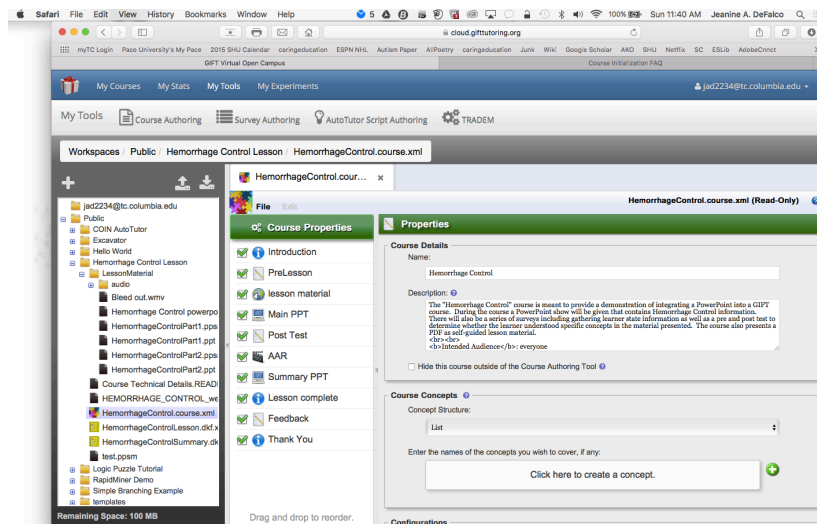 Safari File Edit View History Bookmarks Window Help 5 100% Sun 11:40 AM Jeanine A. DeFalco
cloud.gifttutoring.org
myTC Login Pace University's My Pace 2015 SHU Calendar caringeducation ESPN NHL Autism Paper AllPoetry caringeducation Junk Wiki Google Scholar AKO SHU Netflix SC ESLib AdobeCnnct
GIFT Virtual Open Campus Course Initialization FAQ
My Courses My Stats My Tools My Experiments jad2234@tc.columbia.edu
My Tools Course Authoring Survey Authoring AutoTutor Script Authoring TRADEM
Workspaces / Public / Hemorrhage Control Lesson / HemorrhageControl.course.xml
jad2234@tc.columbia.edu
Public
COIN AutoTutor
Excavator
Hello World
Hemorrhage Control Lesson
LessonMaterial
audio
Bleed out.wmv
Hemorrhage Control powerpo
HemorrhageControlPart1.pps
HemorrhageControlPart1.ppt
HemorrhageControlPart2.pps
HemorrhageControlPart2.ppt
Course Technical Details.READ
HEMORRHAGE_CONTROL_we
HemorrhageControl.course.xml
HemorrhageControlLesson.dkf.x
HemorrhageControlSummary.dk
test.ppsm
Logic Puzzle Tutorial
RapidMiner Demo
Simple Branching Example
templates
Remaining Space: 100 MB
HemorrhageControl.cour... ×
File Edit HemorrhageControl.course.xml (Read-Only)
Course Properties
Introduction
PreLesson
lesson material
Main PPT
Post Test
AAR
Summary PPT
Lesson complete
Feedback
Thank You
Drag and drop to reorder.
Properties
Course Details
Name:
Hemorrhage Control
Description:
The "Hemorrhage Control" course is meant to provide a demonstration of integrating a PowerPoint into a GIFT
course. During the course a PowerPoint show will be given that contains Hemorrhage Control information.
There will also be a series of surveys including gathering learner state information as well as a pre and post test to
determine whether the learner understood specific concepts in the material presented. The course also presents a
PDF as self-guided lesson material.
<br><br>
<b>Intended Audience</b>: everyone
Hide this course outside of the Course Authoring Tool
Course Concepts
Concept Structure:
List
Enter the names of the concepts you wish to cover, if any:
Click here to create a concept.
Configurations